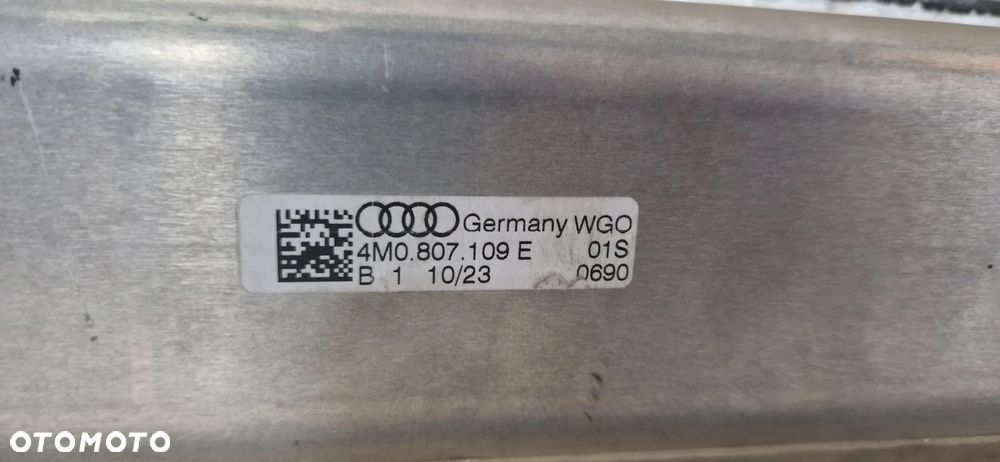 Germany WGO
4M0.807.109 E 01S
B 1 10/23 0690
OTOMOTO